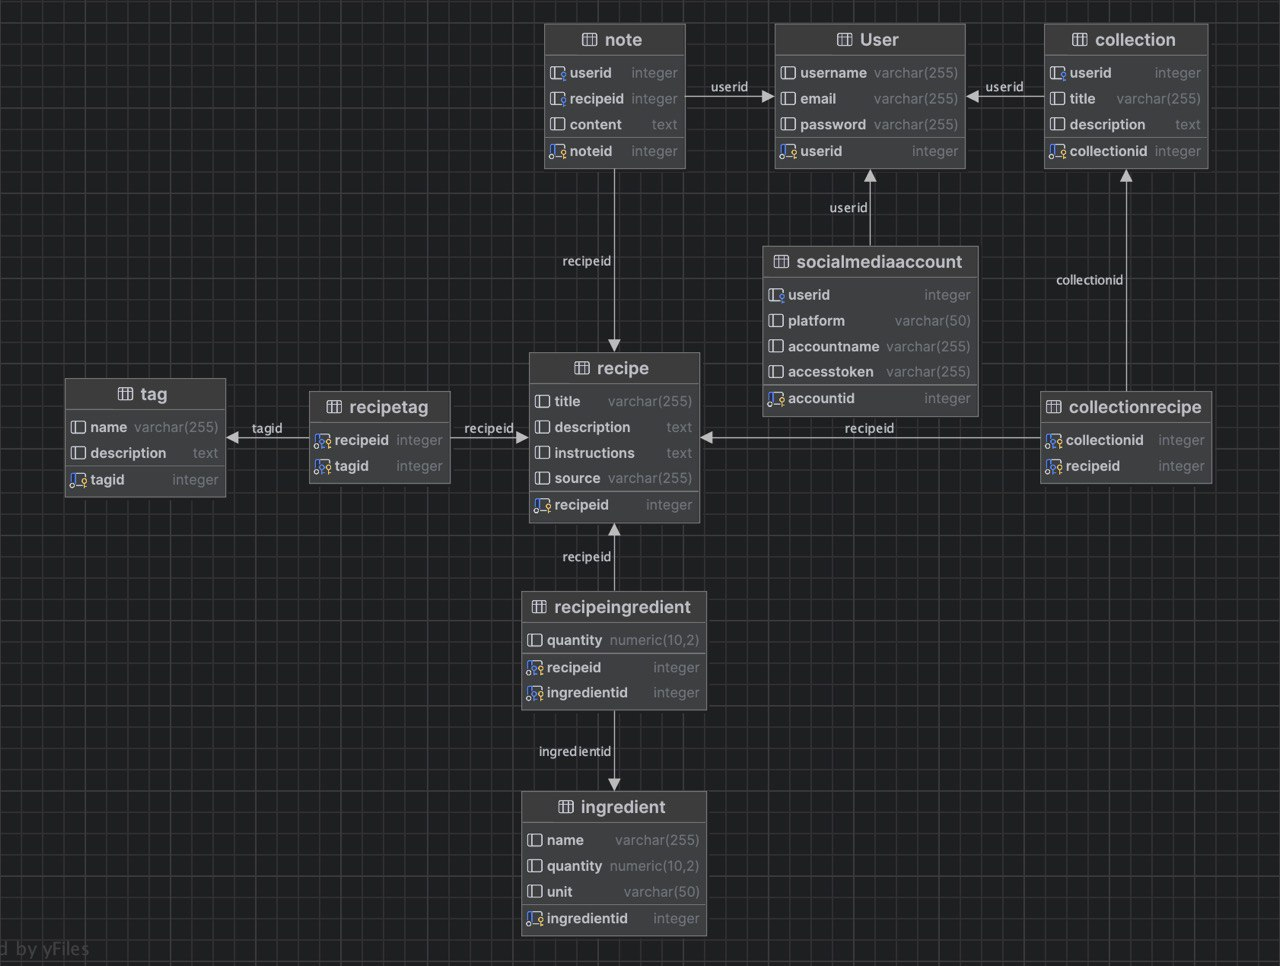 note
userid integer
recipeid integer
content text
noteid integer
User
username varchar(255)
email varchar(255)
password varchar(255)
userid integer
collection
userid integer
title varchar(255)
description text
collectionid integer
userid
userid
userid
recipeid
collectionid
socialmediaaccount
userid integer
platform varchar(50)
accountname varchar(255)
accesstoken varchar(255)
accountid integer
tag
name varchar(255)
description text
tagid integer
tagid
recipetag
recipeid integer
tagid integer
recipeid
recipe
title varchar(255)
description text
instructions text
source varchar(255)
recipeid integer
recipeid
collectionrecipe
collectionid integer
recipeid integer
recipeid
recipeingredient
quantity numeric(10,2)
recipeid integer
ingredientid integer
ingredientid
ingredient
name varchar(255)
quantity numeric(10,2)
unit varchar(50)
ingredientid integer
d by yFiles